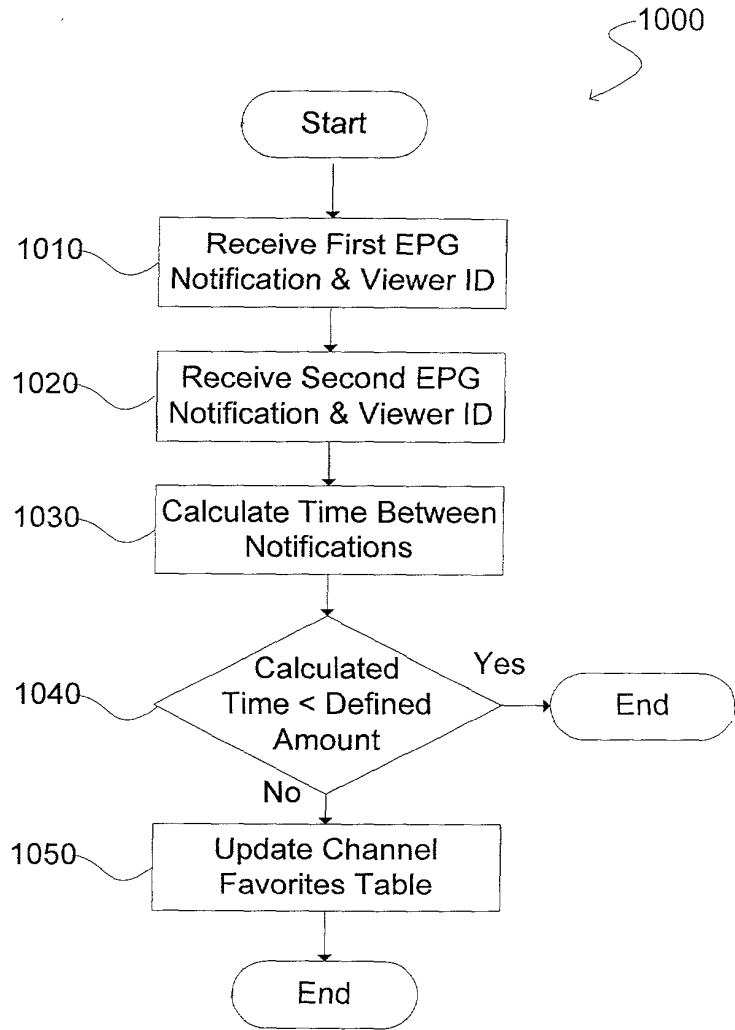 1000
Start
1010
Receive First EPG
Notification & Viewer ID
1020
Receive Second EPG
Notification & Viewer ID
1030
Calculate Time Between
Notifications
1040
Calculated
Time < Defined
Amount
Yes
End
No
1050
Update Channel
Favorites Table
End